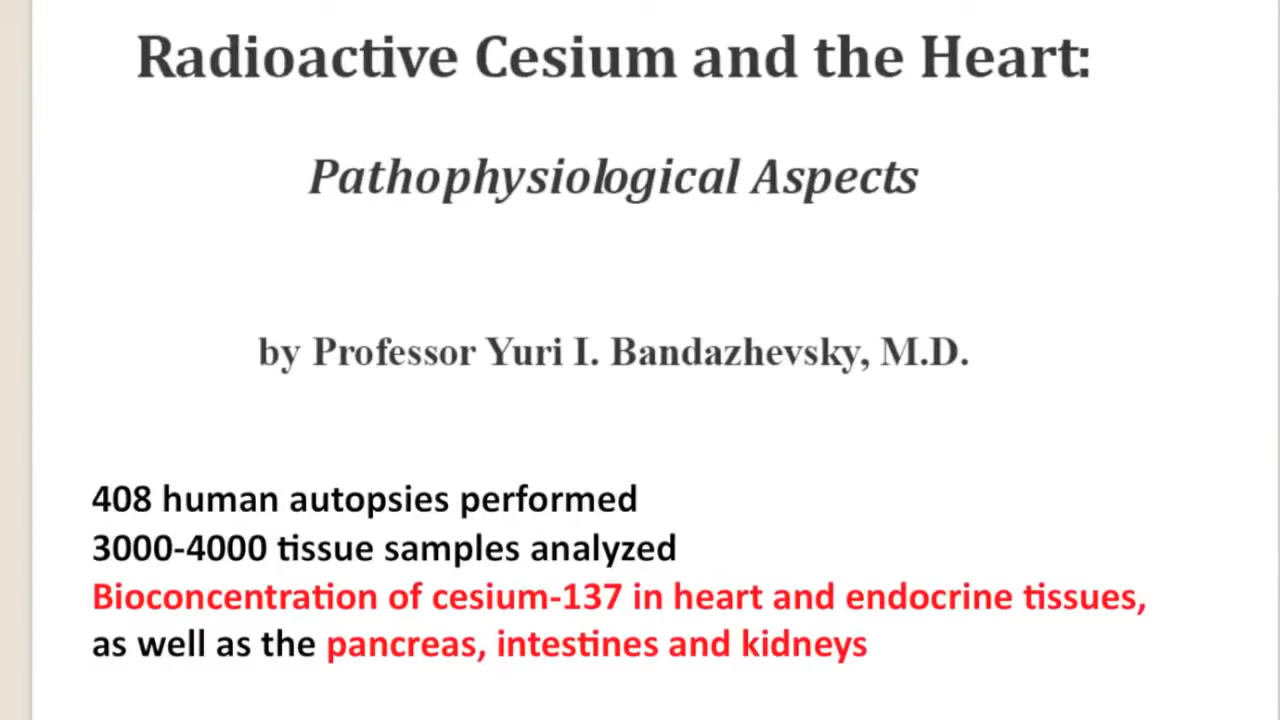 Radioactive Cesium and the Heart:
Pathophysiological Aspects
by Professor Yuri I. Bandazhevsky, M.D.
408 human autopsies performed
3000-4000 tissue samples analyzed
Bioconcentration of cesium-137 in heart and endocrine tissues,
as well as the pancreas, intestines and kidneys